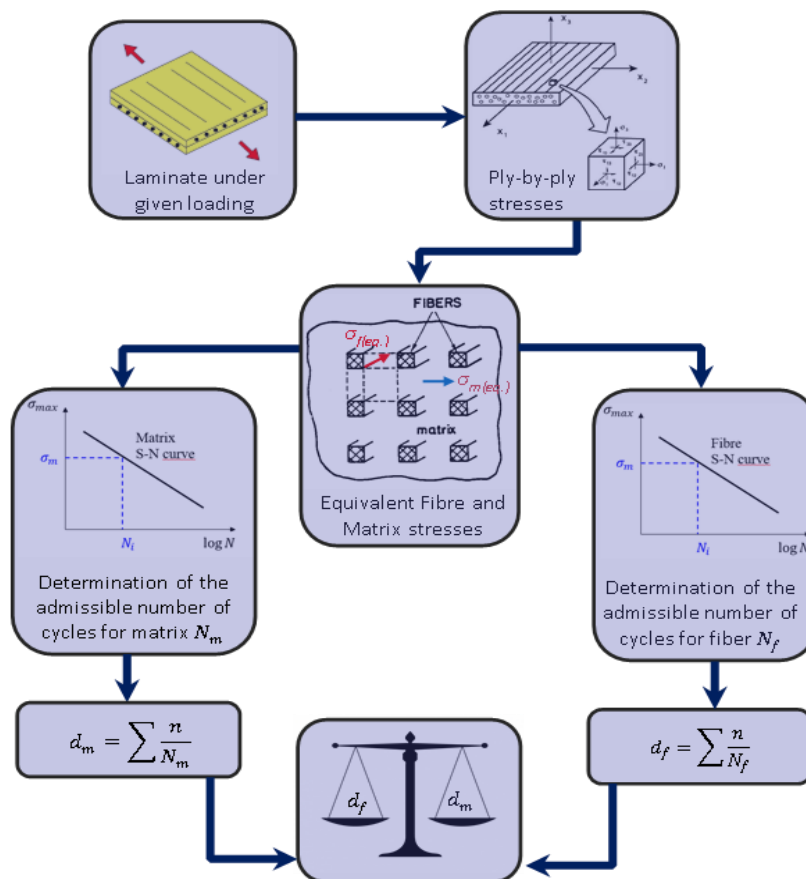 Laminate under
given loading
x₃
x₂
x₁
Ply-by-ply
stresses
FIBERS
σf(eq.)
σm(eq.)
matrix
Equivalent Fibre and
Matrix stresses
σmax
Matrix
S-N curve
σm
Ni
log N
Determination of the
admissible number of
cycles for matrix Nm
σmax
Fibre
S-N curve
σm
Ni
log N
Determination of the
admissible number of
cycles for fiber Nf
dm = ∑ n/Nm
df = ∑ n/Nf
df
dm